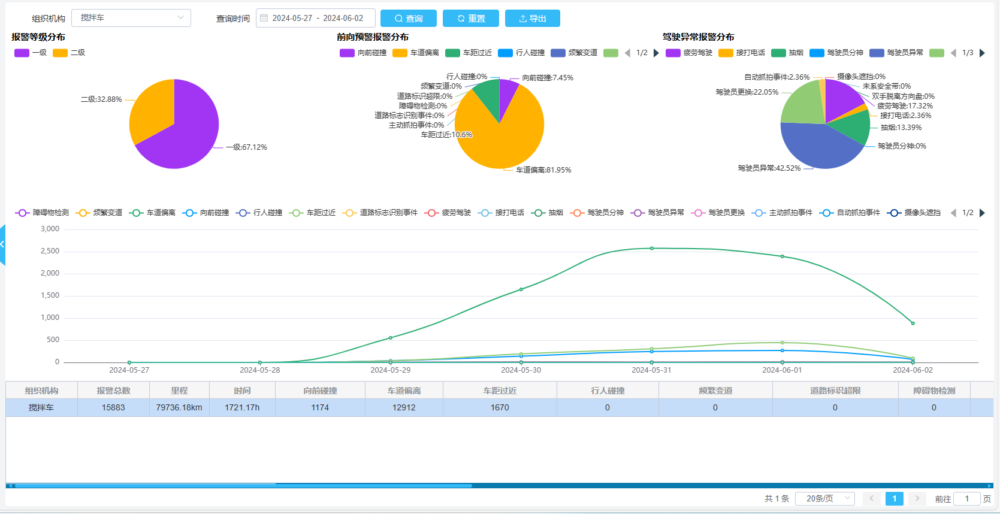 组织机构 搅拌车 查询时间 2024-05-27 - 2024-06-02 查询 重置 导出
报警等级分布 前向预警报警分布 驾驶异常报警分布
一级 二级 向前碰撞 车道偏离 车距过近 行人碰撞 频繁变道 1/2 疲劳驾驶 接打电话 抽烟 驾驶员分神 驾驶员异常 1/3
二级:32.88%
一级:67.12%
行人碰撞:0%
频繁变道:0%
道路标识超限:0%
障碍物检测:0%
道路标志识别事件:0%
主动抓拍事件:0%
车距过近:10.6%
向前碰撞:7.45%
车道偏离:81.95%
自动抓拍事件:2.36%
驾驶员更换:22.05%
驾驶员异常:42.52%
摄像头遮挡:0%
未系安全带:0%
双手脱离方向盘:0%
疲劳驾驶:17.32%
接打电话:2.36%
抽烟:13.39%
驾驶员分神:0%
障碍物检测 频繁变道 车道偏离 向前碰撞 行人碰撞 车距过近 道路标志识别事件 疲劳驾驶 接打电话 抽烟 驾驶员分神 驾驶员异常 驾驶员更换 主动抓拍事件 自动抓拍事件 摄像头遮挡 1/2
3,000
2,500
2,000
1,500
1,000
500
0
2024-05-27 2024-05-28 2024-05-29 2024-05-30 2024-05-31 2024-06-01 2024-06-02
组织机构 报警总数 里程 时间 向前碰撞 车道偏离 车距过近 行人碰撞 频繁变道 道路标识超限 障碍物检测
搅拌车 15883 79736.18km 1721.17h 1174 12912 1670 0 0 0 0
共 1 条 20条/页 1 前往 1 页